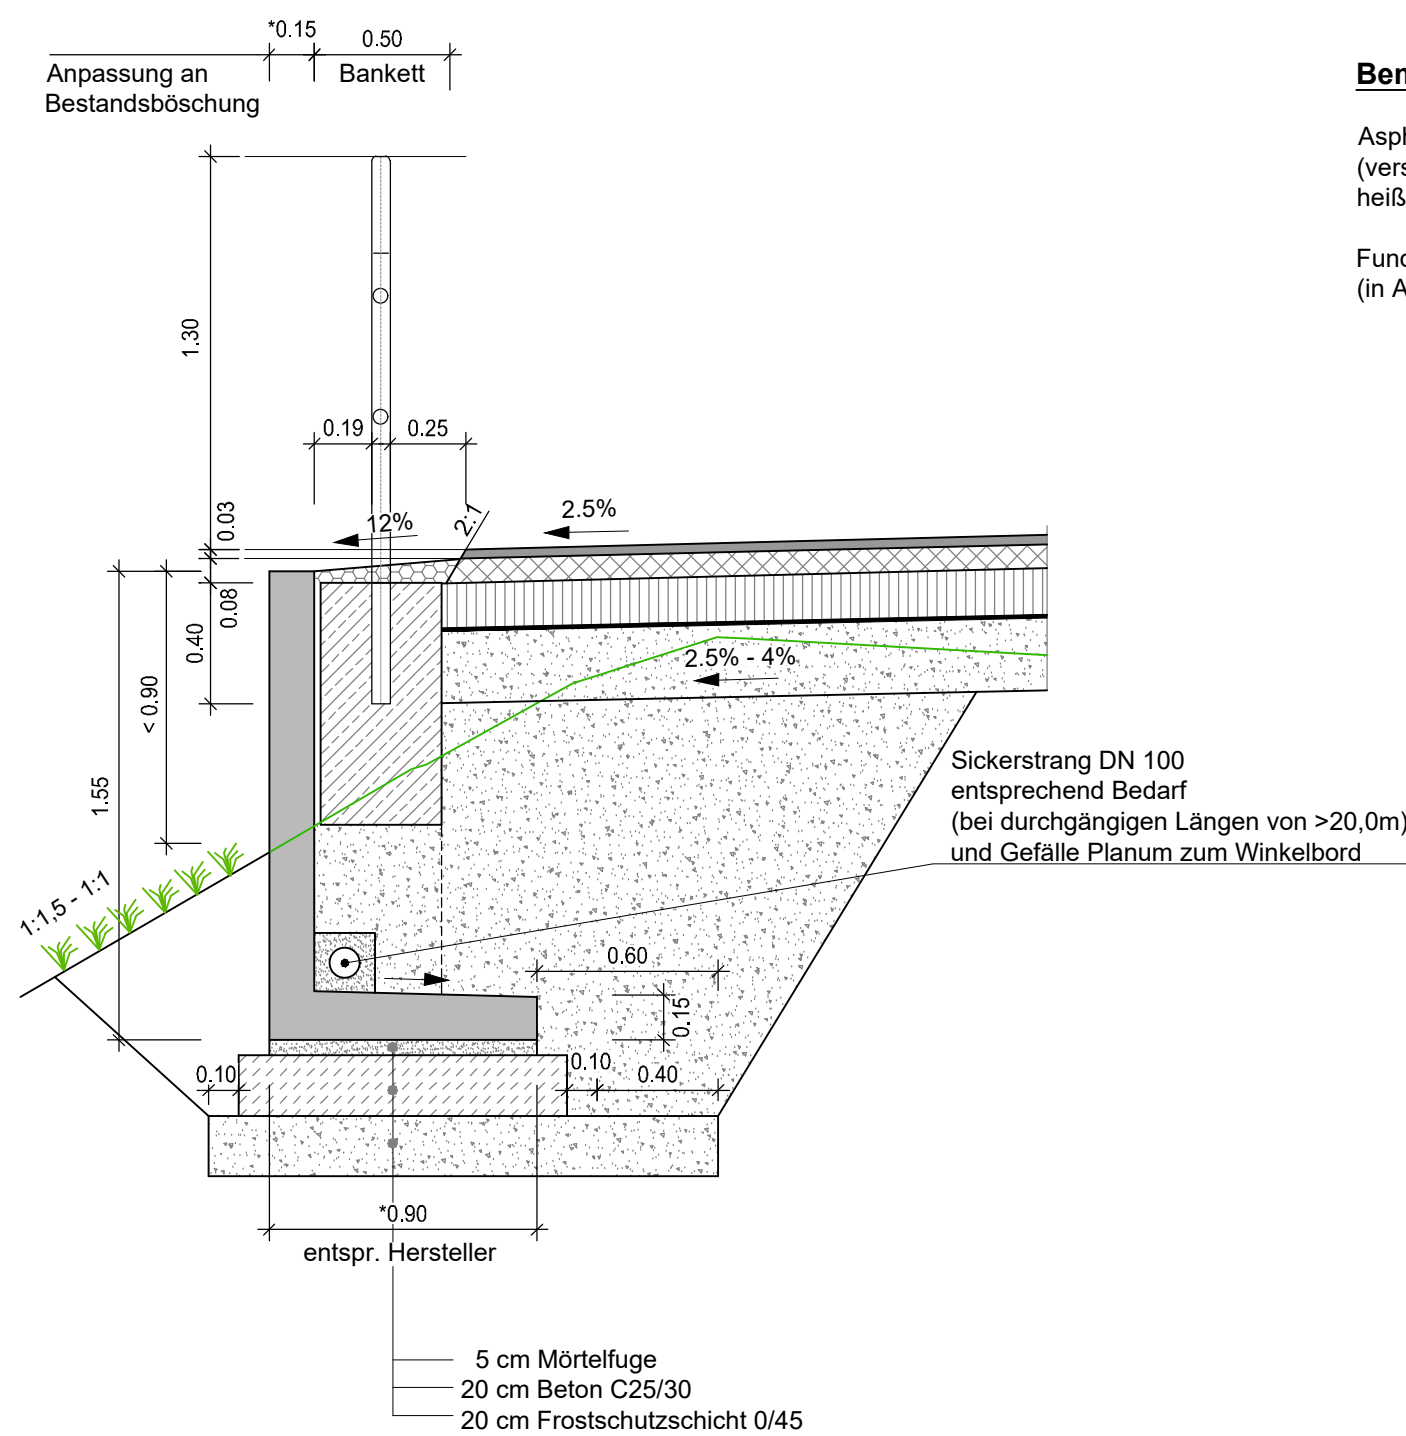 *0.15
0.50
Anpassung an
Bestandsböschung
Bankett
1.30
0.19
0.25
0.03
12%
2:1
2.5%
0.08
0.40
< 0.90
1.55
2.5% - 4%
1:1,5 - 1:1
Sickerstrang DN 100
entsprechend Bedarf
(bei durchgängigen Längen von >20,0m)
und Gefälle Planum zum Winkelbord
0.60
0.15
0.10
0.10
0.40
*0.90
entspr. Hersteller
5 cm Mörtelfuge
20 cm Beton C25/30
20 cm Frostschutzschicht 0/45